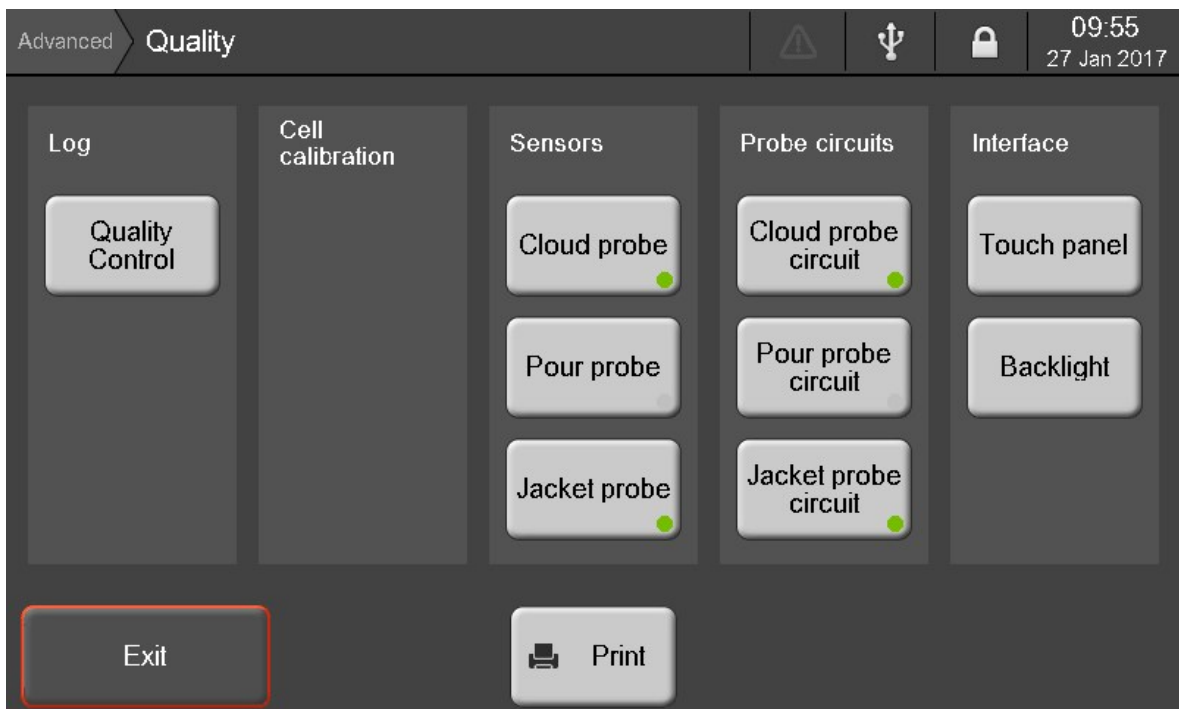 Advanced Quality
09:55
27 Jan 2017
Log
Quality
Control
Cell
calibration
Sensors
Cloud probe
Pour probe
Jacket probe
Probe circuits
Cloud probe
circuit
Pour probe
circuit
Jacket probe
circuit
Interface
Touch panel
Backlight
Exit
Print